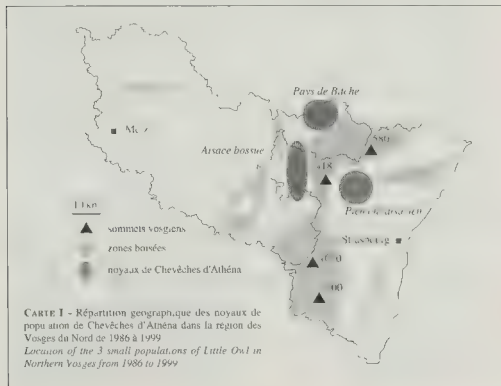 Pays de Bitche
Alsace bossue
Strasbourg
sommets vosgiens
zones boisées
noyaux de Chevêches d'Athéna
CARTE I - Répartition géographique des noyaux de
population de Chevêches d'Athéna dans la région des
Vosges du Nord de 1986 à 1999
Location of the 3 small populations of Little Owl in
Northern Vosges from 1986 to 1999